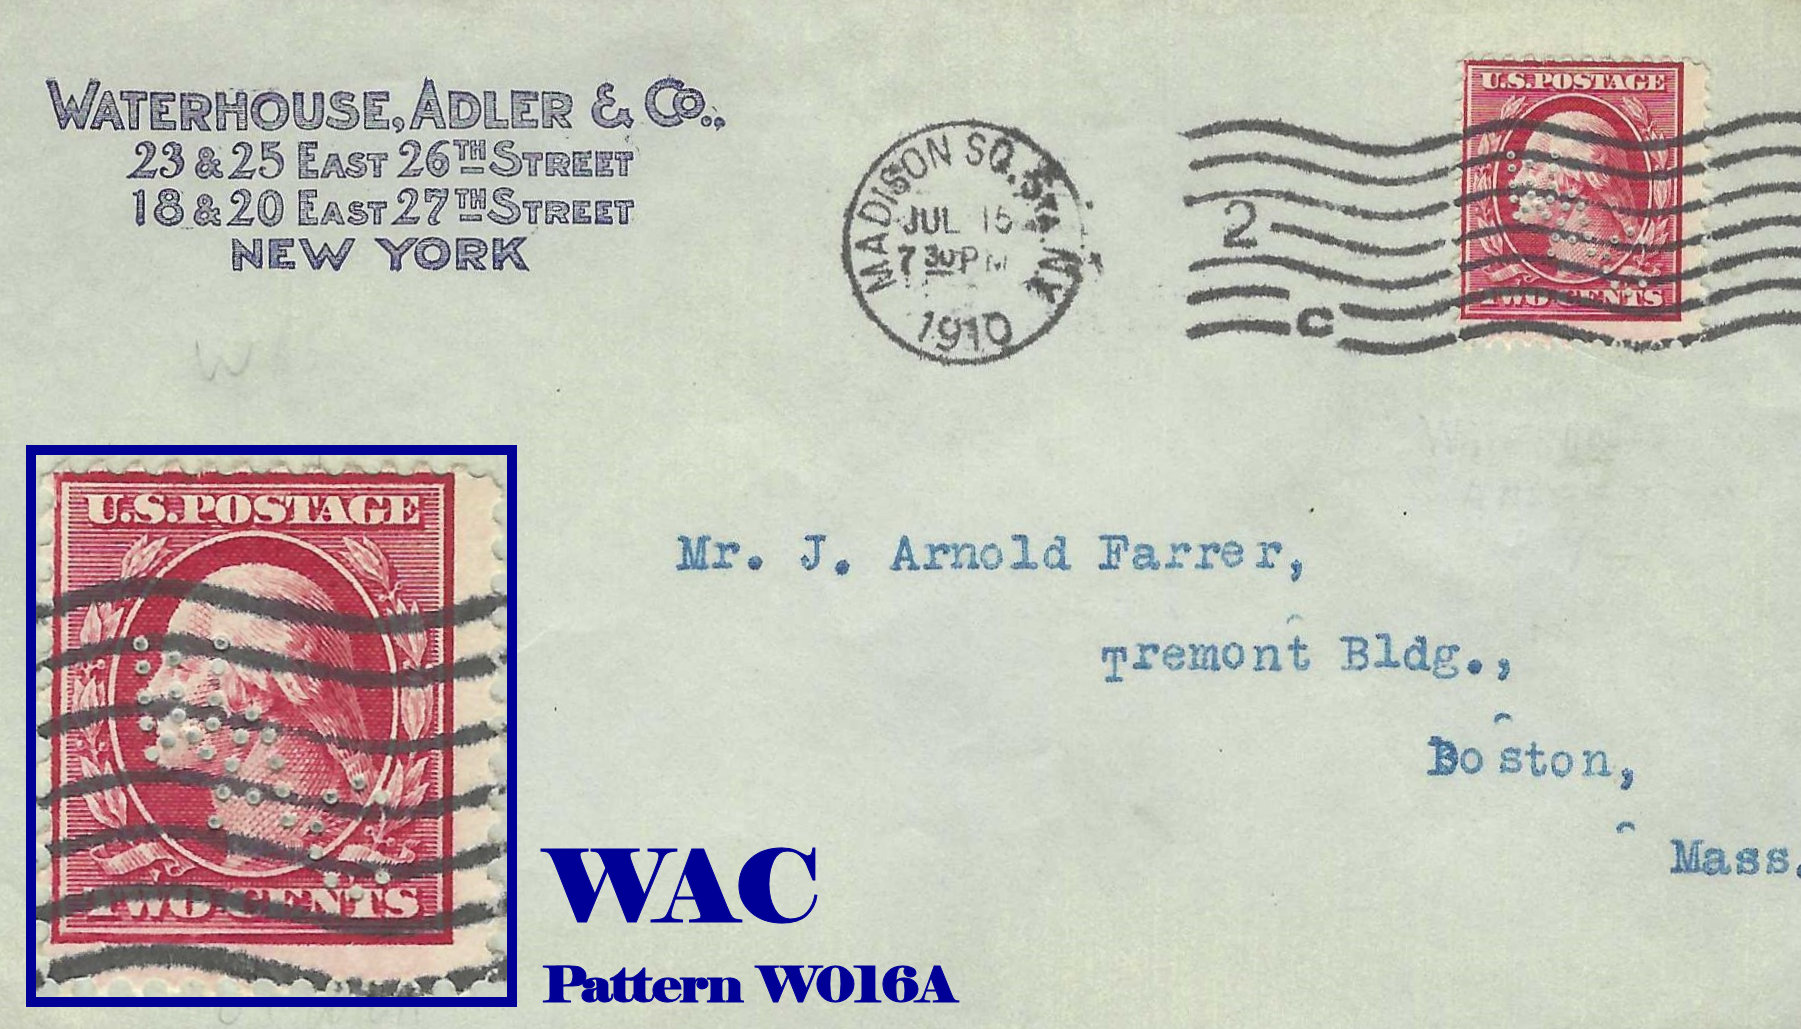 WATERHOUSE, ADLER & CO.,
23 & 25 EAST 26TH STREET
18 & 20 EAST 27TH STREET
NEW YORK
MADISON SQ. STA. NY
JUL 15
7 30 PM
1910
2
C
U.S. POSTAGE
TWO CENTS
Mr. J. Arnold Farrer,
Tremont Bldg.,
Boston,
Mass.
U.S. POSTAGE
TWO CENTS
WAC
Pattern W016A